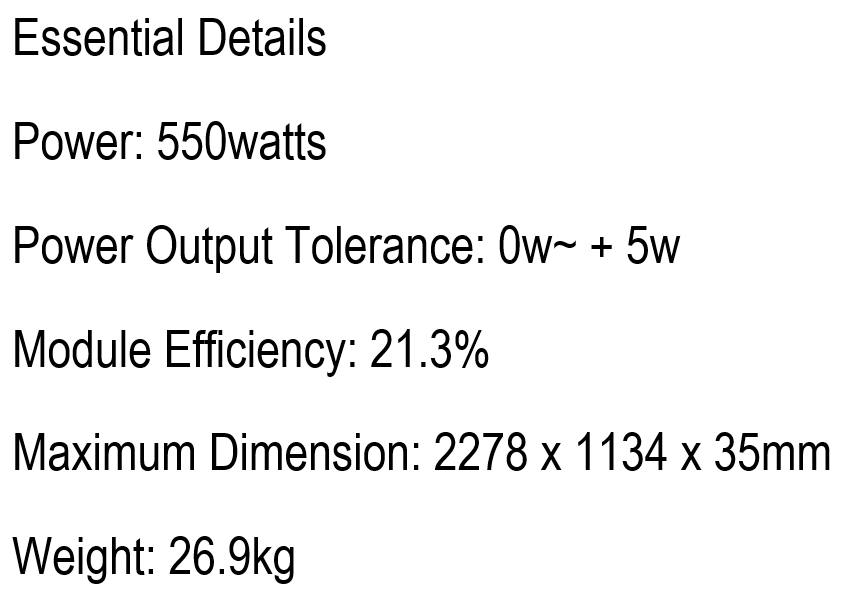 Essential Details
Power: 550watts
Power Output Tolerance: 0w~ + 5w
Module Efficiency: 21.3%
Maximum Dimension: 2278 x 1134 x 35mm
Weight: 26.9kg